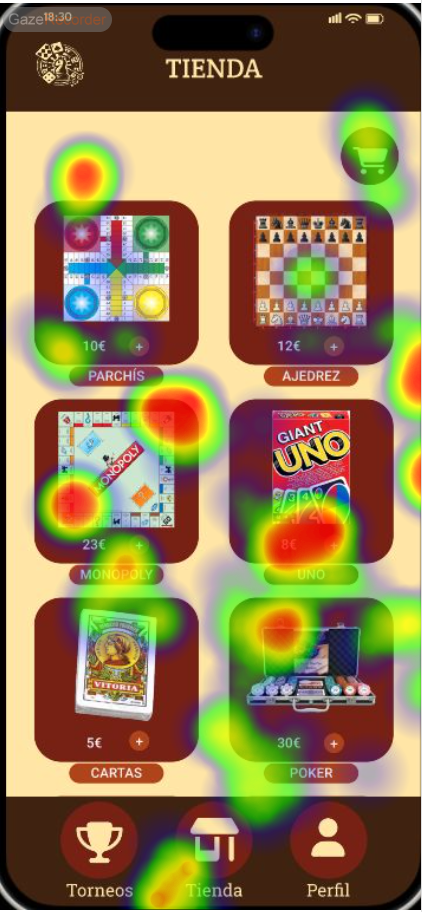 GazeRecorder
18:30
TIENDA
10€ +
12€ +
PARCHÍS
AJEDREZ
MONOPOLY
GIANT
UNO
23€ +
8€ +
MONOPOLY
UNO
VITORIA
5€ +
30€ +
CARTAS
POKER
Torneos
Tienda
Perfil